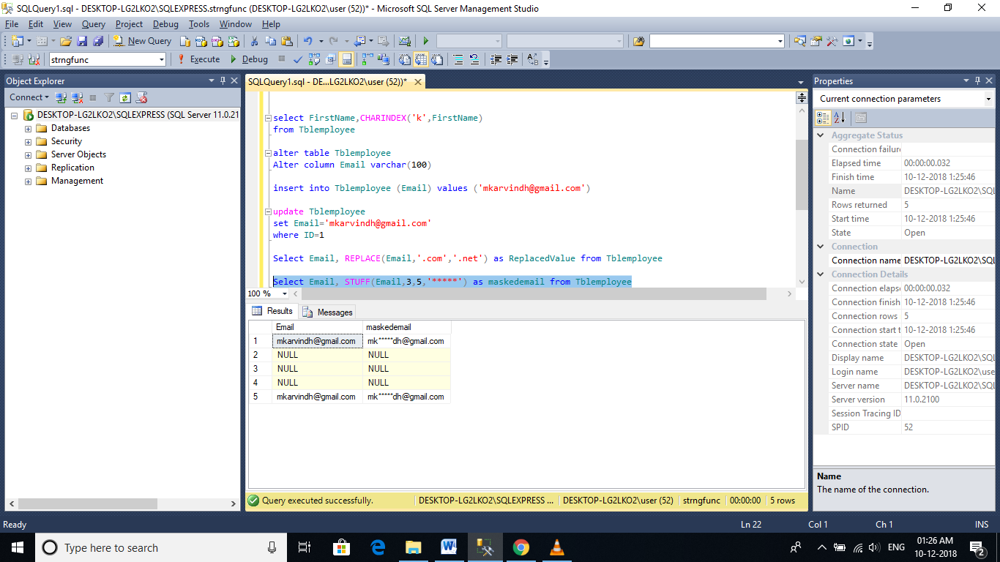 SQLQuery1.sql - DESKTOP-LG2LKO2\SQLEXPRESS.strngfunc (DESKTOP-LG2LKO2\user (52))* - Microsoft SQL Server Management Studio
File Edit View Query Project Debug Tools Window Help
New Query
strngfunc Execute Debug
Object Explorer
Connect
DESKTOP-LG2LKO2\SQLEXPRESS (SQL Server 11.0.21
Databases
Security
Server Objects
Replication
Management
SQLQuery1.sql - DE...LG2LKO2\user (52))*
select FirstName,CHARINDEX('k',FirstName)
from Tblemployee
alter table Tblemployee
Alter column Email varchar(100)
insert into Tblemployee (Email) values ('mkarvindh@gmail.com')
update Tblemployee
set Email='mkarvindh@gmail.com'
where ID=1
Select Email, REPLACE(Email,'.com','.net') as ReplacedValue from Tblemployee
Select Email, STUFF(Email,3,5,'*****') as maskedemail from Tblemployee
100 %
Results Messages
Email maskedemail
1 mkarvindh@gmail.com mk*****dh@gmail.com
2 NULL NULL
3 NULL NULL
4 NULL NULL
5 mkarvindh@gmail.com mk*****dh@gmail.com
Query executed successfully. DESKTOP-LG2LKO2\SQLEXPRESS ... DESKTOP-LG2LKO2\user (52) strngfunc 00:00:00 5 rows
Properties
Current connection parameters
Aggregate Status
Connection failure
Elapsed time 00:00:00.032
Finish time 10-12-2018 1:25:46
Name DESKTOP-LG2LKO2\SQL
Rows returned 5
Start time 10-12-2018 1:25:46
State Open
Connection
Connection name DESKTOP-LG2LKO2\SQL
Connection Details
Connection elaps 00:00:00.032
Connection finish 10-12-2018 1:25:46
Connection rows 5
Connection start t 10-12-2018 1:25:46
Connection state Open
Display name DESKTOP-LG2LKO2\SQL
Login name DESKTOP-LG2LKO2\use
Server name DESKTOP-LG2LKO2\SQL
Server version 11.0.2100
Session Tracing ID
SPID 52
Name
The name of the connection.
Ready Ln 22 Col 1 Ch 1 INS
Type here to search
ENG
01:26 AM
10-12-2018
2